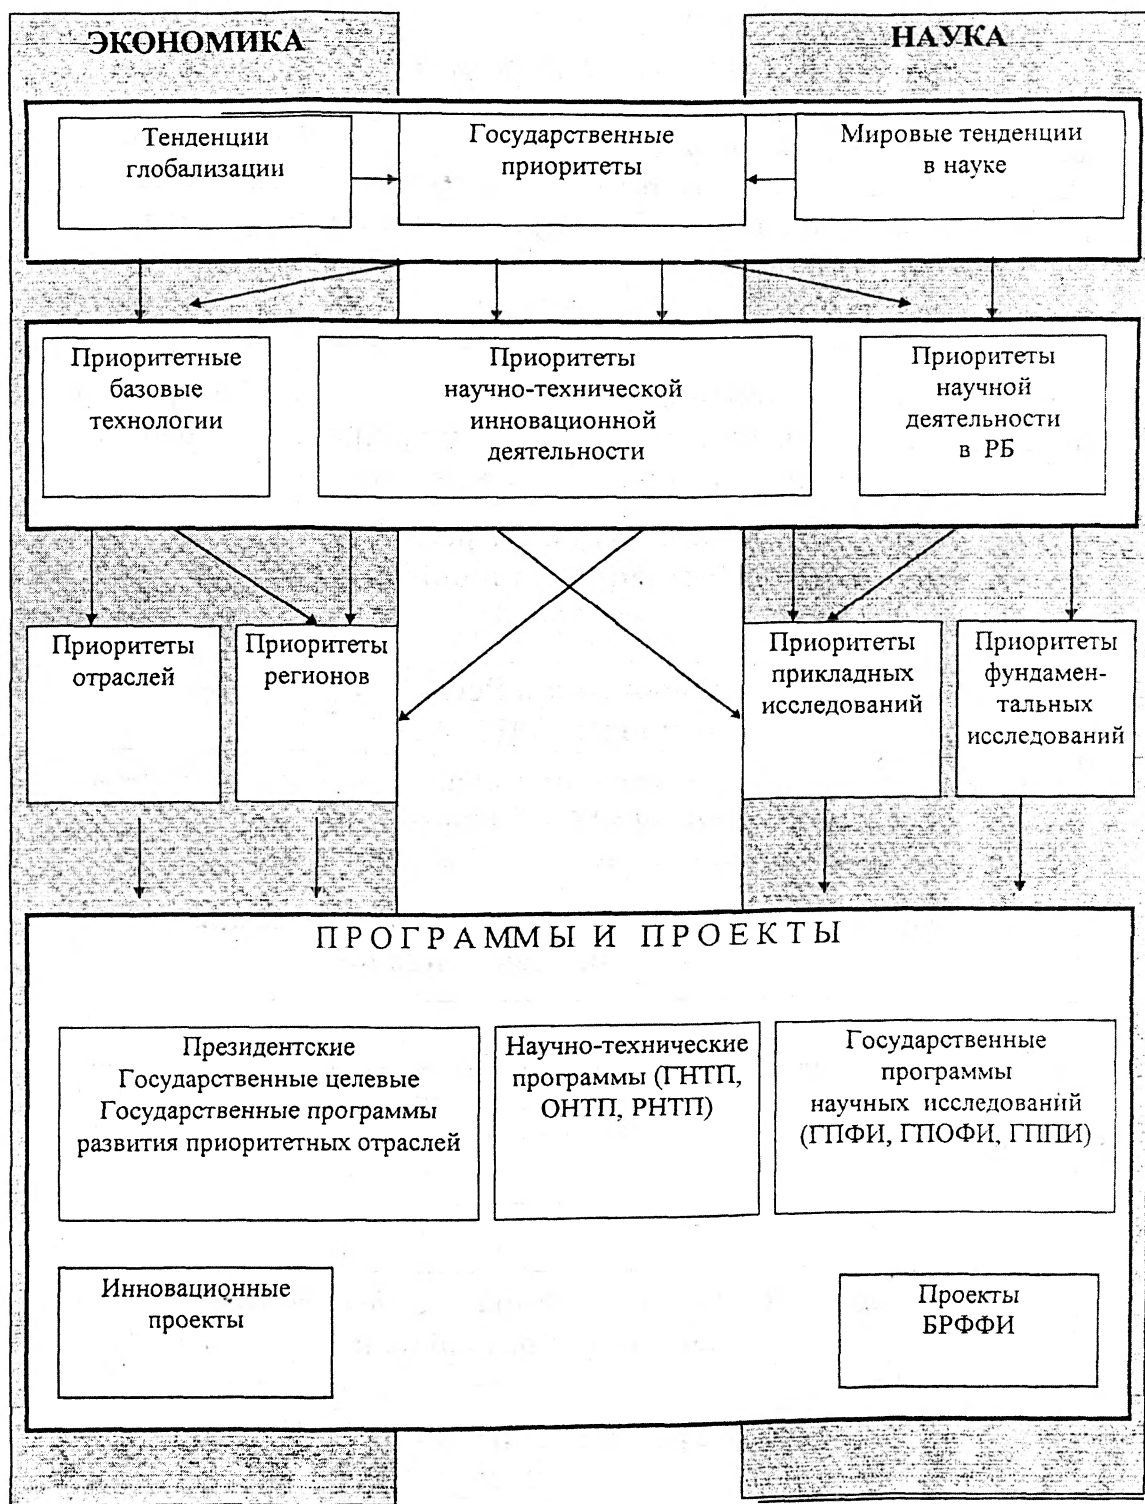 ЭКОНОМИКА
НАУКА
Тенденции
глобализации
Государственные
приоритеты
Мировые тенденции
в науке
Приоритетные
базовые
технологии
Приоритеты
научно-технической
инновационной
деятельности
Приоритеты
научной
деятельности
в РБ
Приоритеты
отраслей
Приоритеты
регионов
Приоритеты
прикладных
исследований
Приоритеты
фундамен-
тальных
исследований
ПРОГРАММЫ И ПРОЕКТЫ
Президентские
Государственные целевые
Государственные программы
развития приоритетных отраслей
Научно-технические
программы (ГНТП,
ОНТП, РНТП)
Государственные
программы
научных исследований
(ГПФИ, ГПОФИ, ГППИ)
Инновационные
проекты
Проекты
БРФФИ